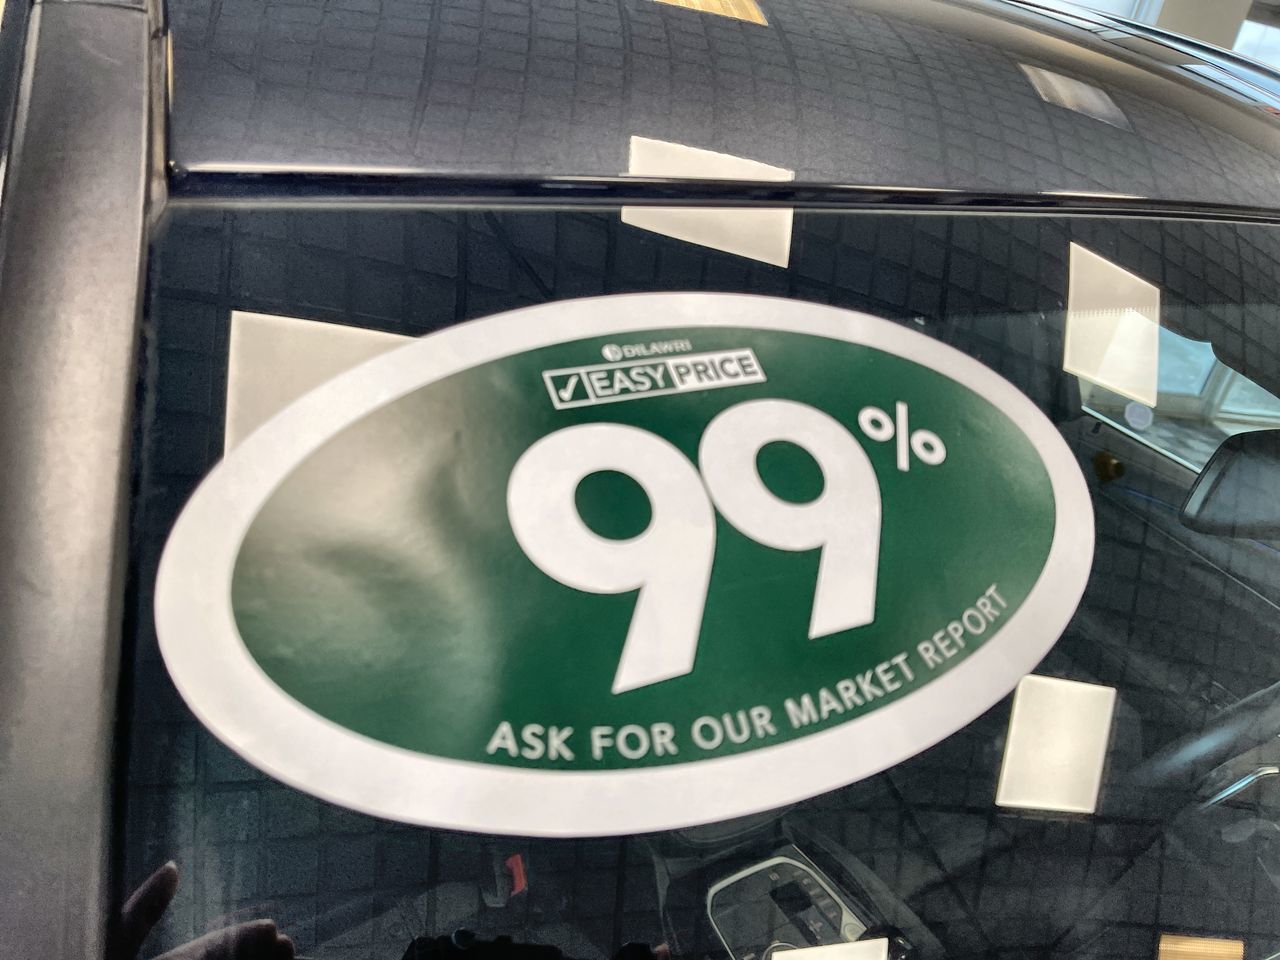 DILAWRI
✓ EASY PRICE
99%
ASK FOR OUR MARKET REPORT